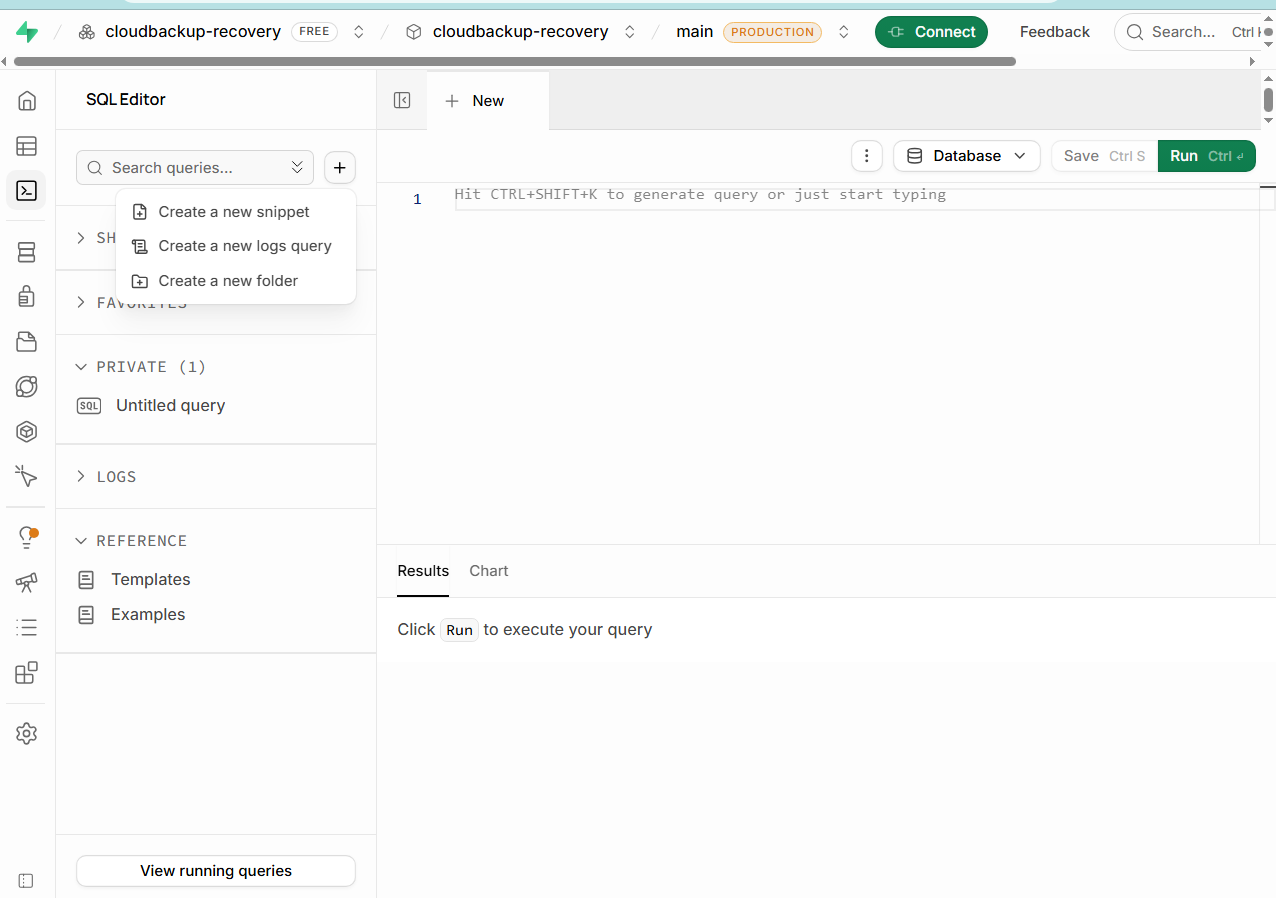 cloudbackup-recovery FREE cloudbackup-recovery main PRODUCTION Connect Feedback Search... Ctrl
SQL Editor
New
Search queries...
Database Save Ctrl S Run Ctrl ↵
1 Hit CTRL+SHIFT+K to generate query or just start typing
Create a new snippet
SH
Create a new logs query
Create a new folder
FAVORITES
PRIVATE (1)
SQL Untitled query
LOGS
REFERENCE
Templates
Examples
Results Chart
Click Run to execute your query
View running queries